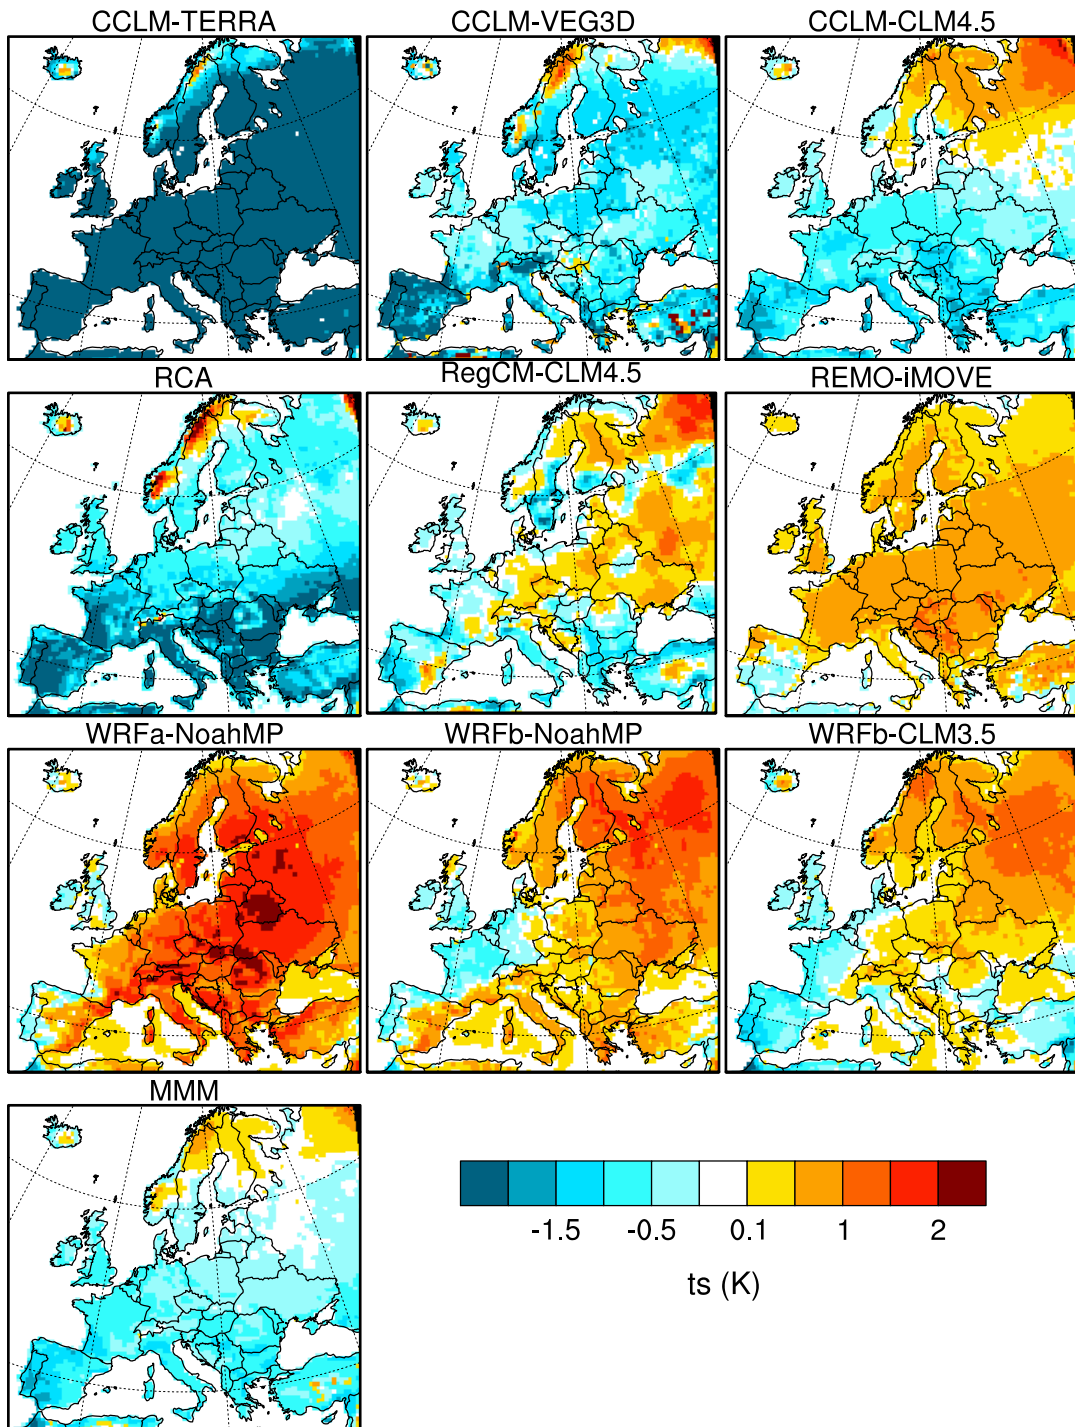 CCLM-TERRA CCLM-VEG3D CCLM-CLM4.5
RCA RegCM-CLM4.5 REMO-iMOVE
WRFa-NoahMP WRFb-NoahMP WRFb-CLM3.5
MMM
-1.5 -0.5 0.1 1 2
ts (K)